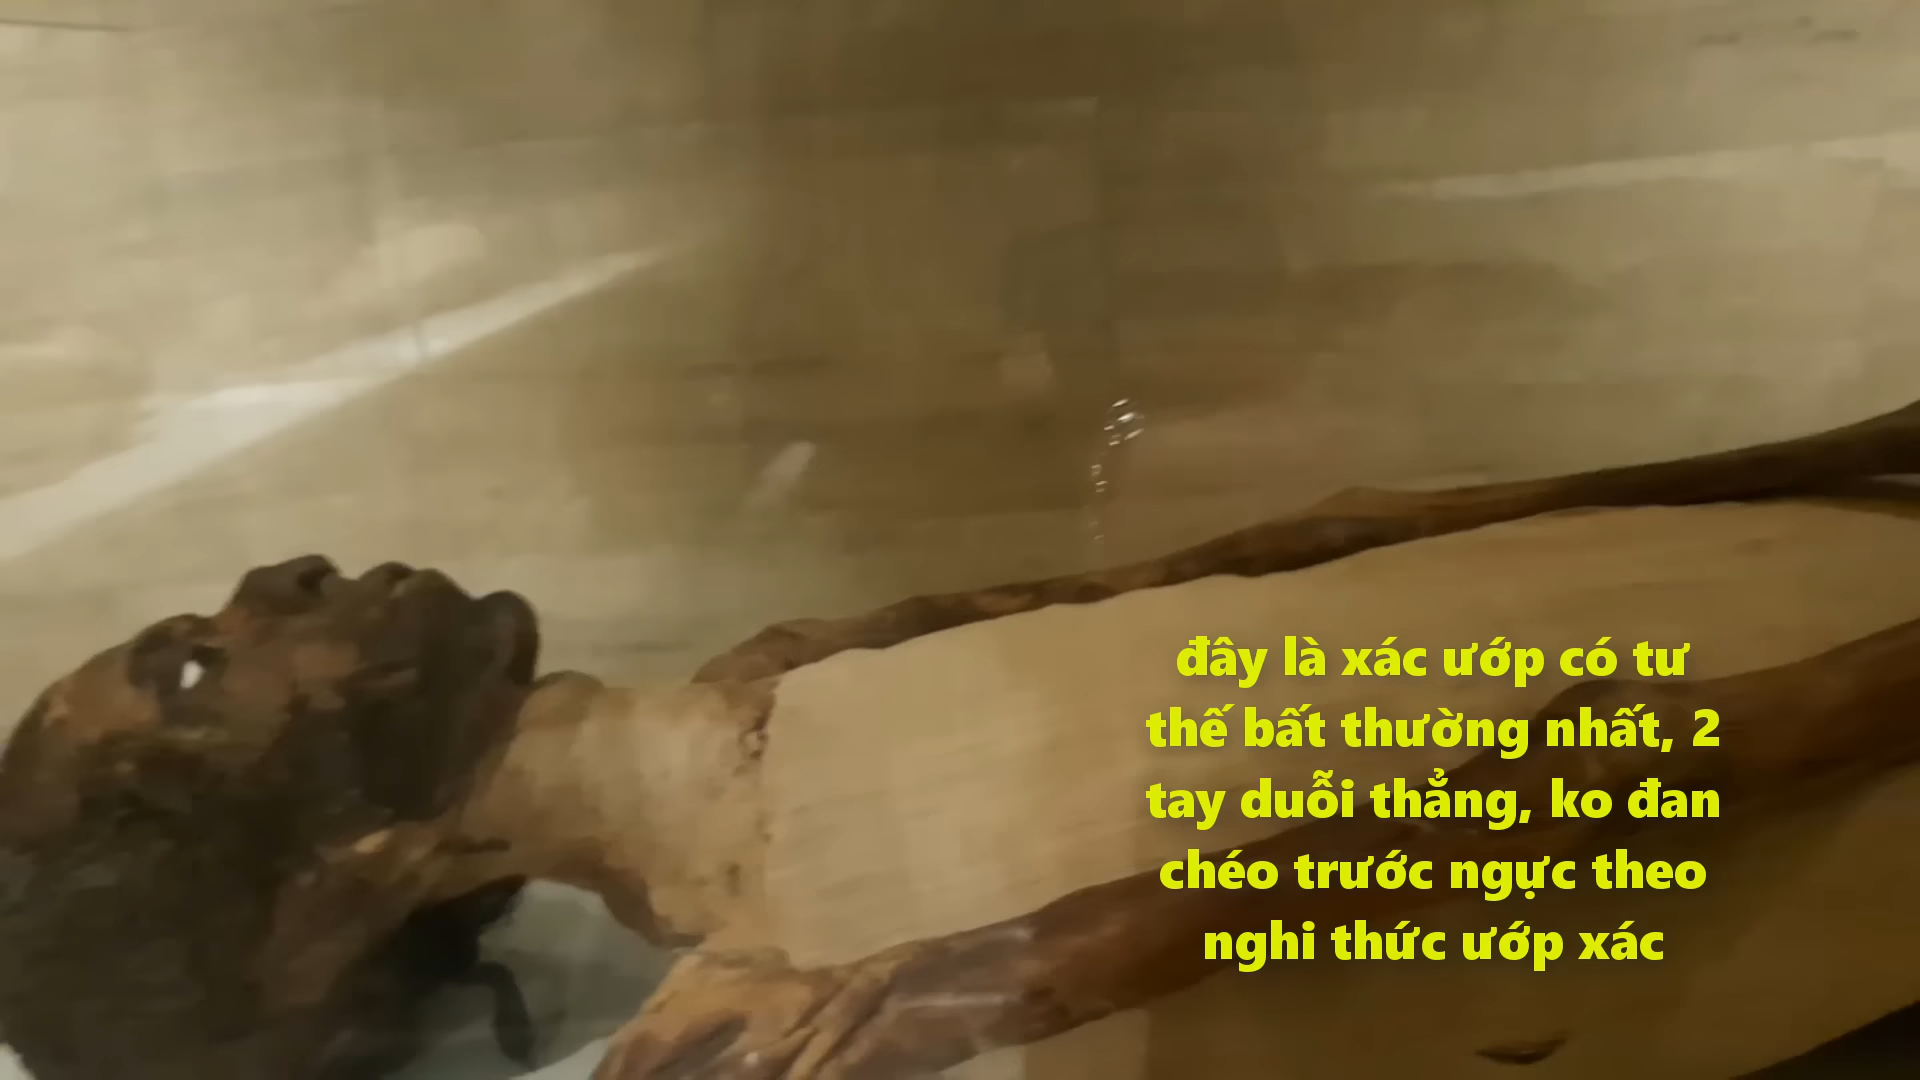 đây là xác ướp có tư
thế bất thường nhất, 2
tay duỗi thẳng, ko đan
chéo trước ngực theo
nghi thức ướp xác